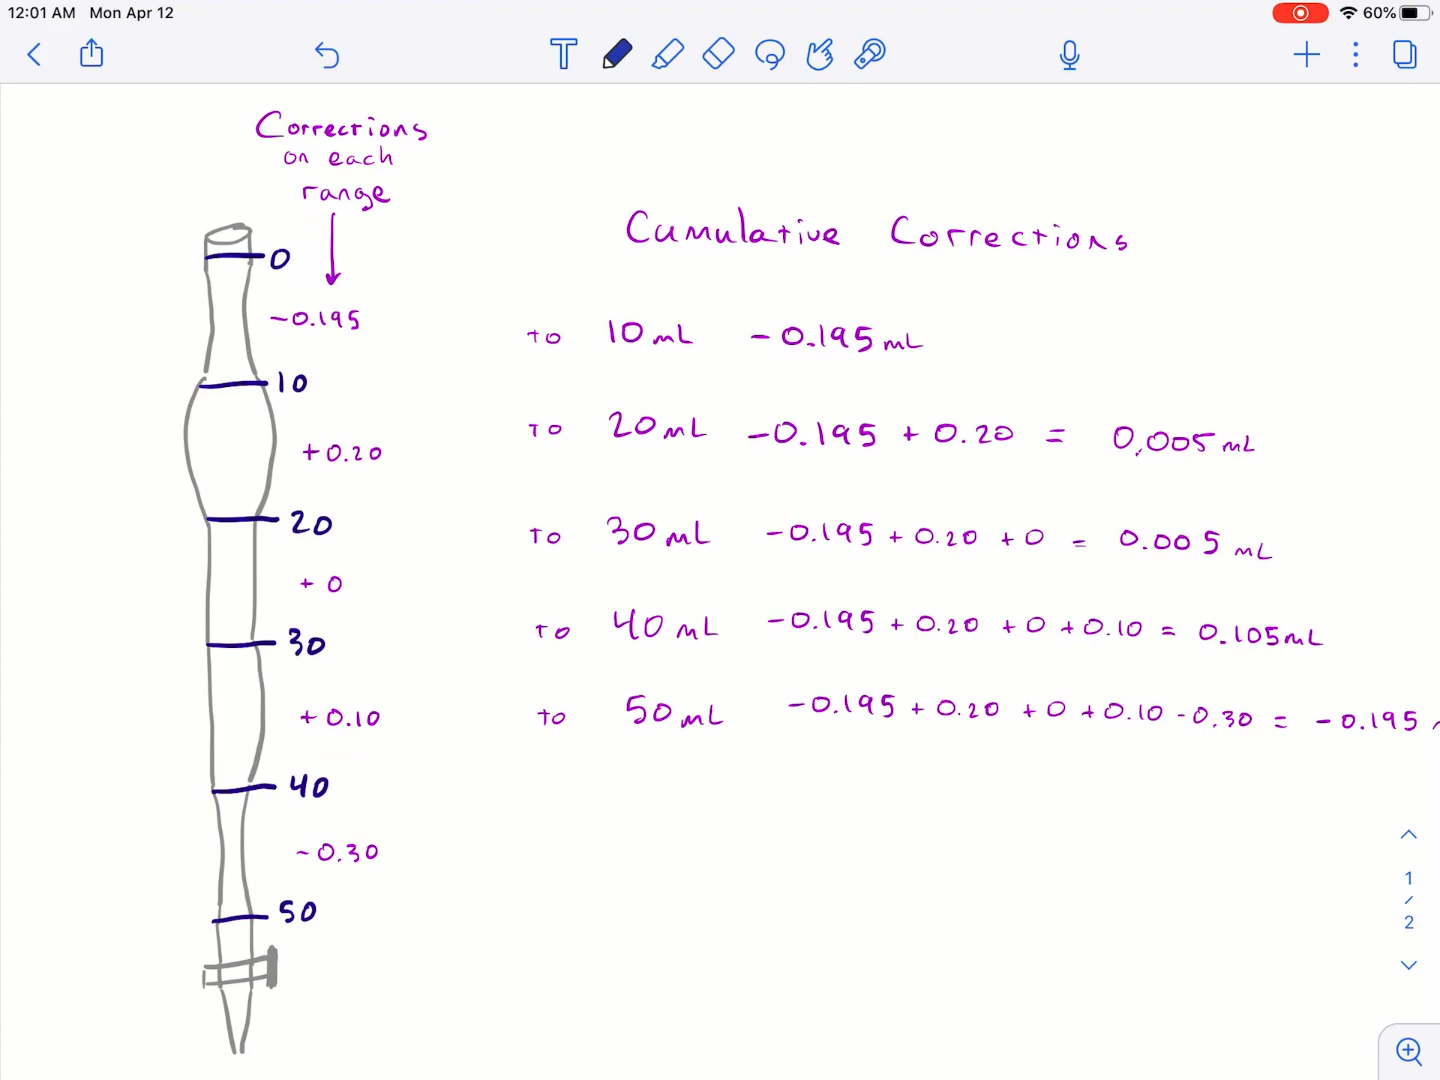 12:01 AM Mon Apr 12
60%
Corrections
on each
range
Cumulative Corrections
0
-0.195
to 10 mL -0.195 mL
10
to 20 mL -0.195 + 0.20 = 0.005 mL
+0.20
20
to 30 mL -0.195 + 0.20 + 0 = 0.005 mL
+ 0
30
to 40 mL -0.195 + 0.20 + 0 + 0.10 = 0.105 mL
+ 0.10
to 50 mL -0.195 + 0.20 + 0 + 0.10 - 0.30 = -0.195
40
-0.30
50
1
/
2